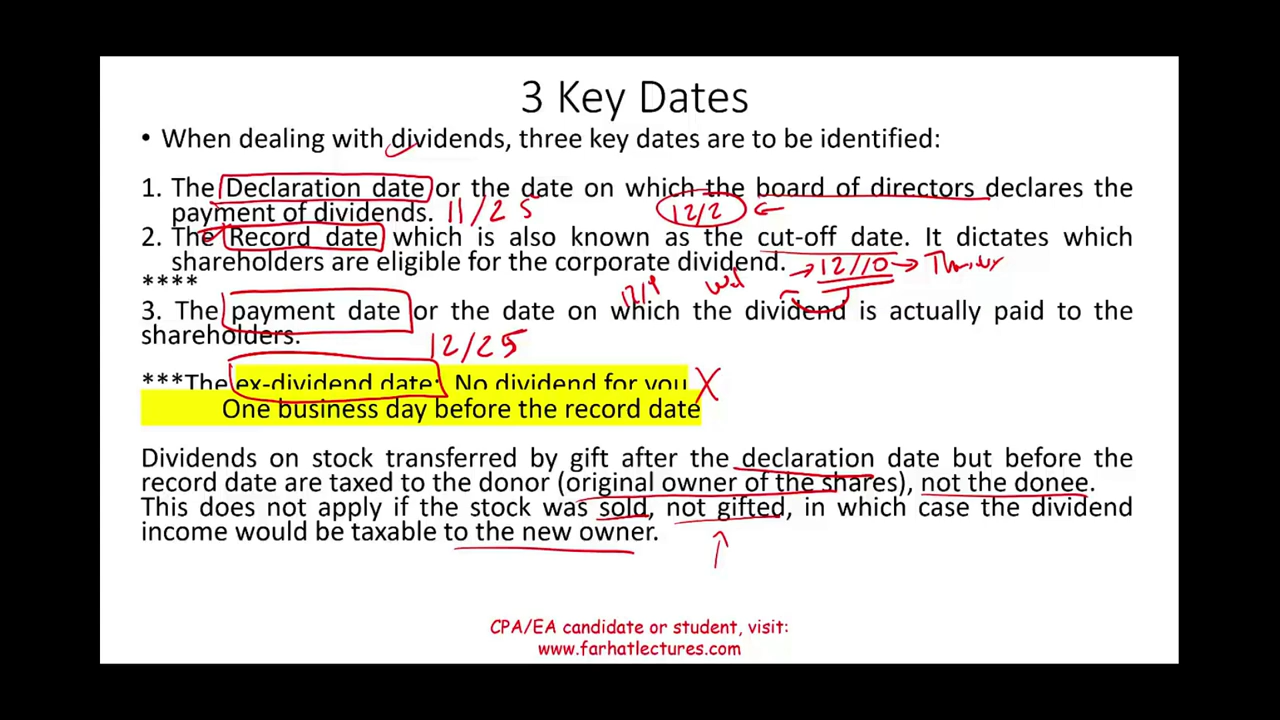 3 Key Dates
• When dealing with dividends, three key dates are to be identified:
1. The Declaration date or the date on which the board of directors declares the
payment of dividends. 11/25 12/2
2. The Record date which is also known as the cut-off date. It dictates which
shareholders are eligible for the corporate dividend. 12/10
****
12/9 Wed
3. The payment date or the date on which the dividend is actually paid to the
shareholders. 12/25
***The ex-dividend date: No dividend for you X
One business day before the record date
Dividends on stock transferred by gift after the declaration date but before the
record date are taxed to the donor (original owner of the shares), not the donee.
This does not apply if the stock was sold, not gifted, in which case the dividend
income would be taxable to the new owner.
CPA/EA candidate or student, visit:
www.farhatlectures.com